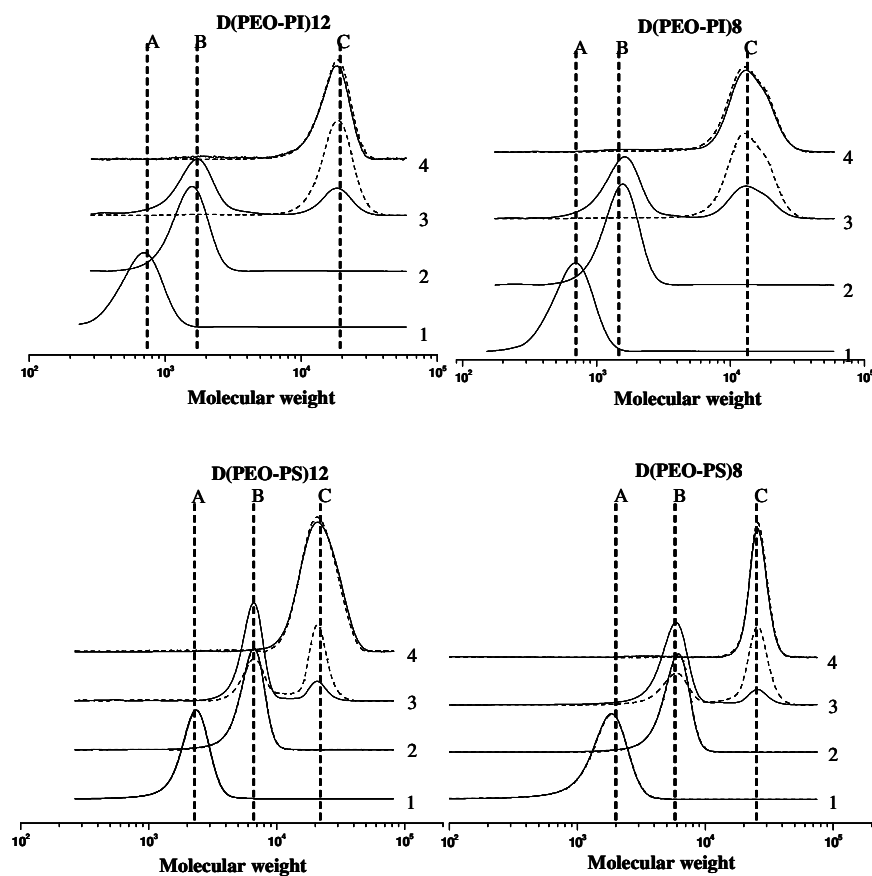 D(PEO-PI)12
A B C
4
3
2
1
10² 10³ 10⁴ 10⁵
Molecular weight
D(PEO-PI)8
A B C
4
3
2
1
10² 10³ 10⁴ 10⁵
Molecular weight
D(PEO-PS)12
A B C
4
3
2
1
10² 10³ 10⁴ 10⁵
Molecular weight
D(PEO-PS)8
A B C
4
3
2
1
10² 10³ 10⁴ 10⁵
Molecular weight